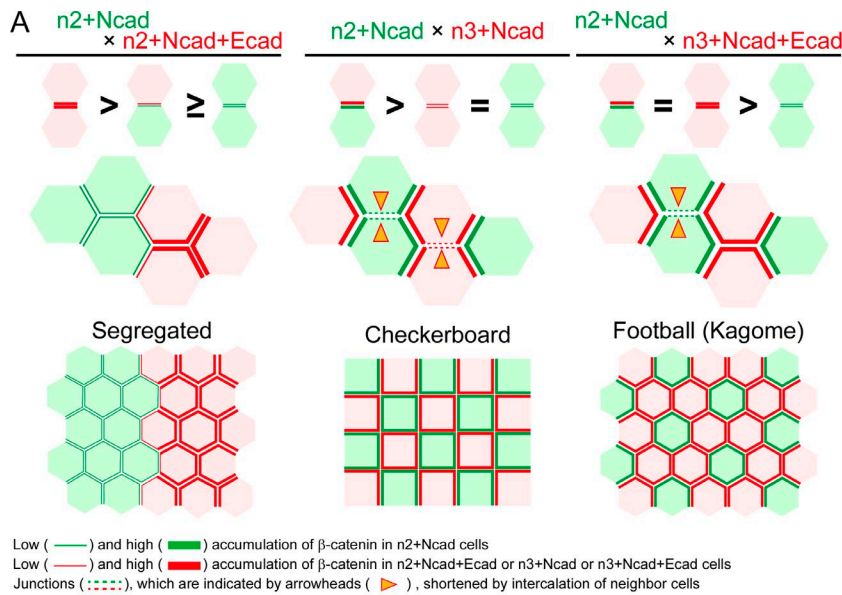 A
n2+Ncad
× n2+Ncad+Ecad
n2+Ncad × n3+Ncad
n2+Ncad
× n3+Ncad+Ecad
> ≥
> =
= >
Segregated
Checkerboard
Football (Kagome)
Low ( ) and high ( ) accumulation of β-catenin in n2+Ncad cells
Low ( ) and high ( ) accumulation of β-catenin in n2+Ncad+Ecad or n3+Ncad or n3+Ncad+Ecad cells
Junctions ( ), which are indicated by arrowheads ( ) , shortened by intercalation of neighbor cells